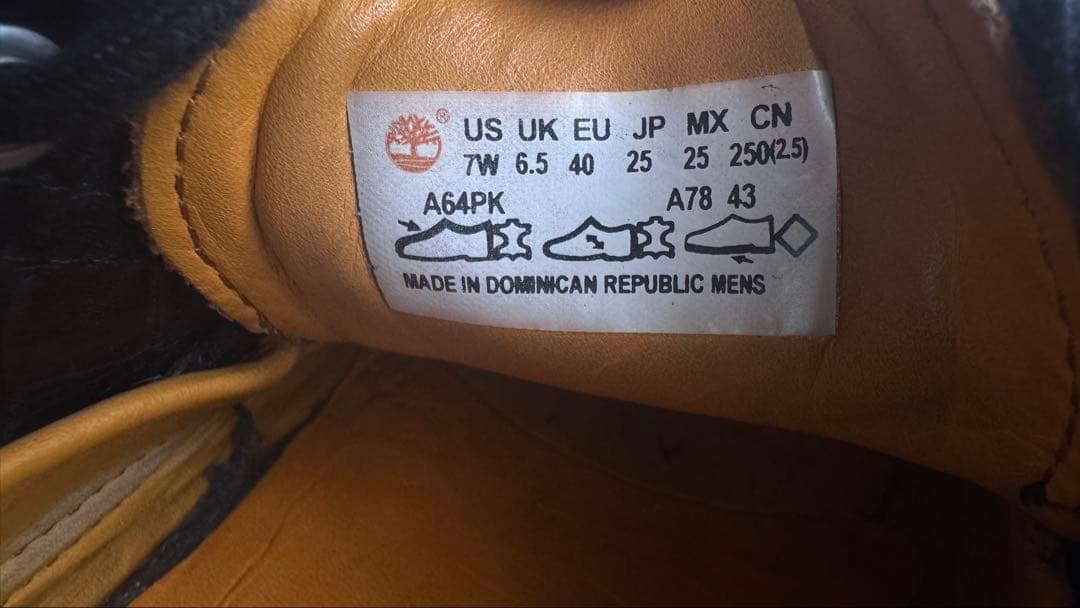 ® US UK EU JP MX CN
7W 6.5 40 25 25 250(2.5)
A64PK A78 43
MADE IN DOMINICAN REPUBLIC MENS